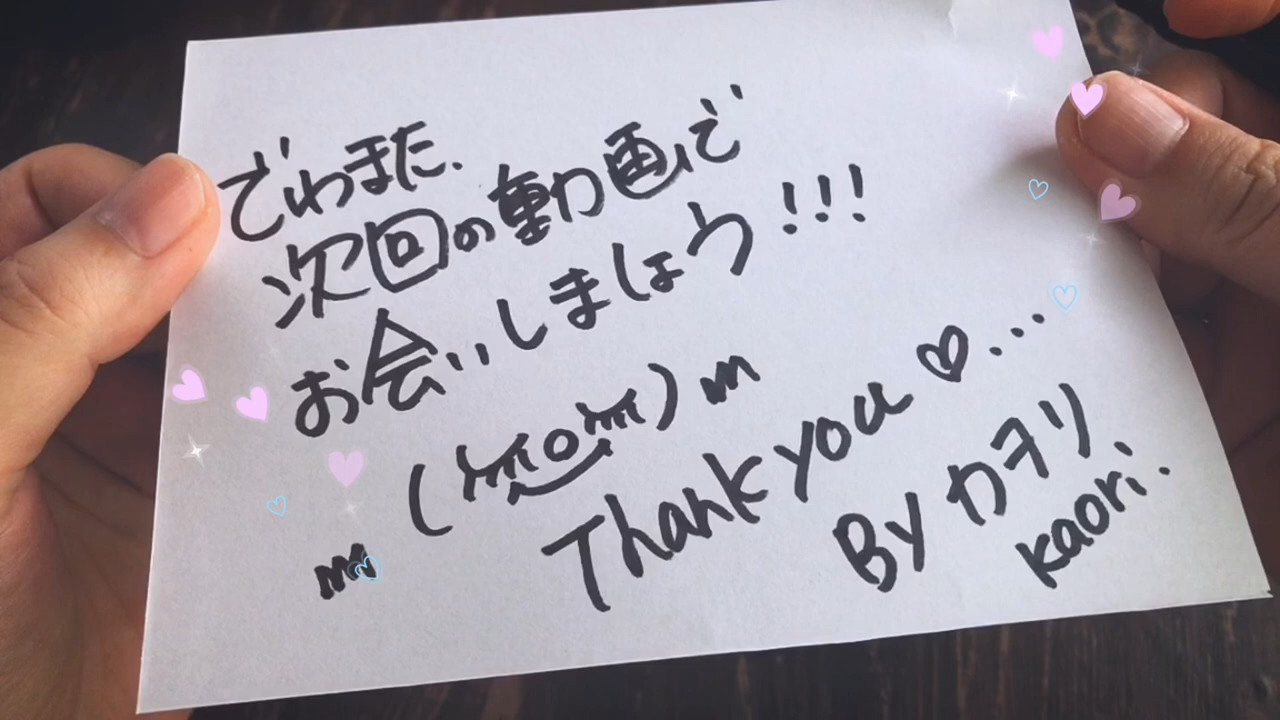 でわまた.
次回の動画で
お会いしましょう!!!
m(_ _)m
Thank you ♡...
By カヲリ
kaori.